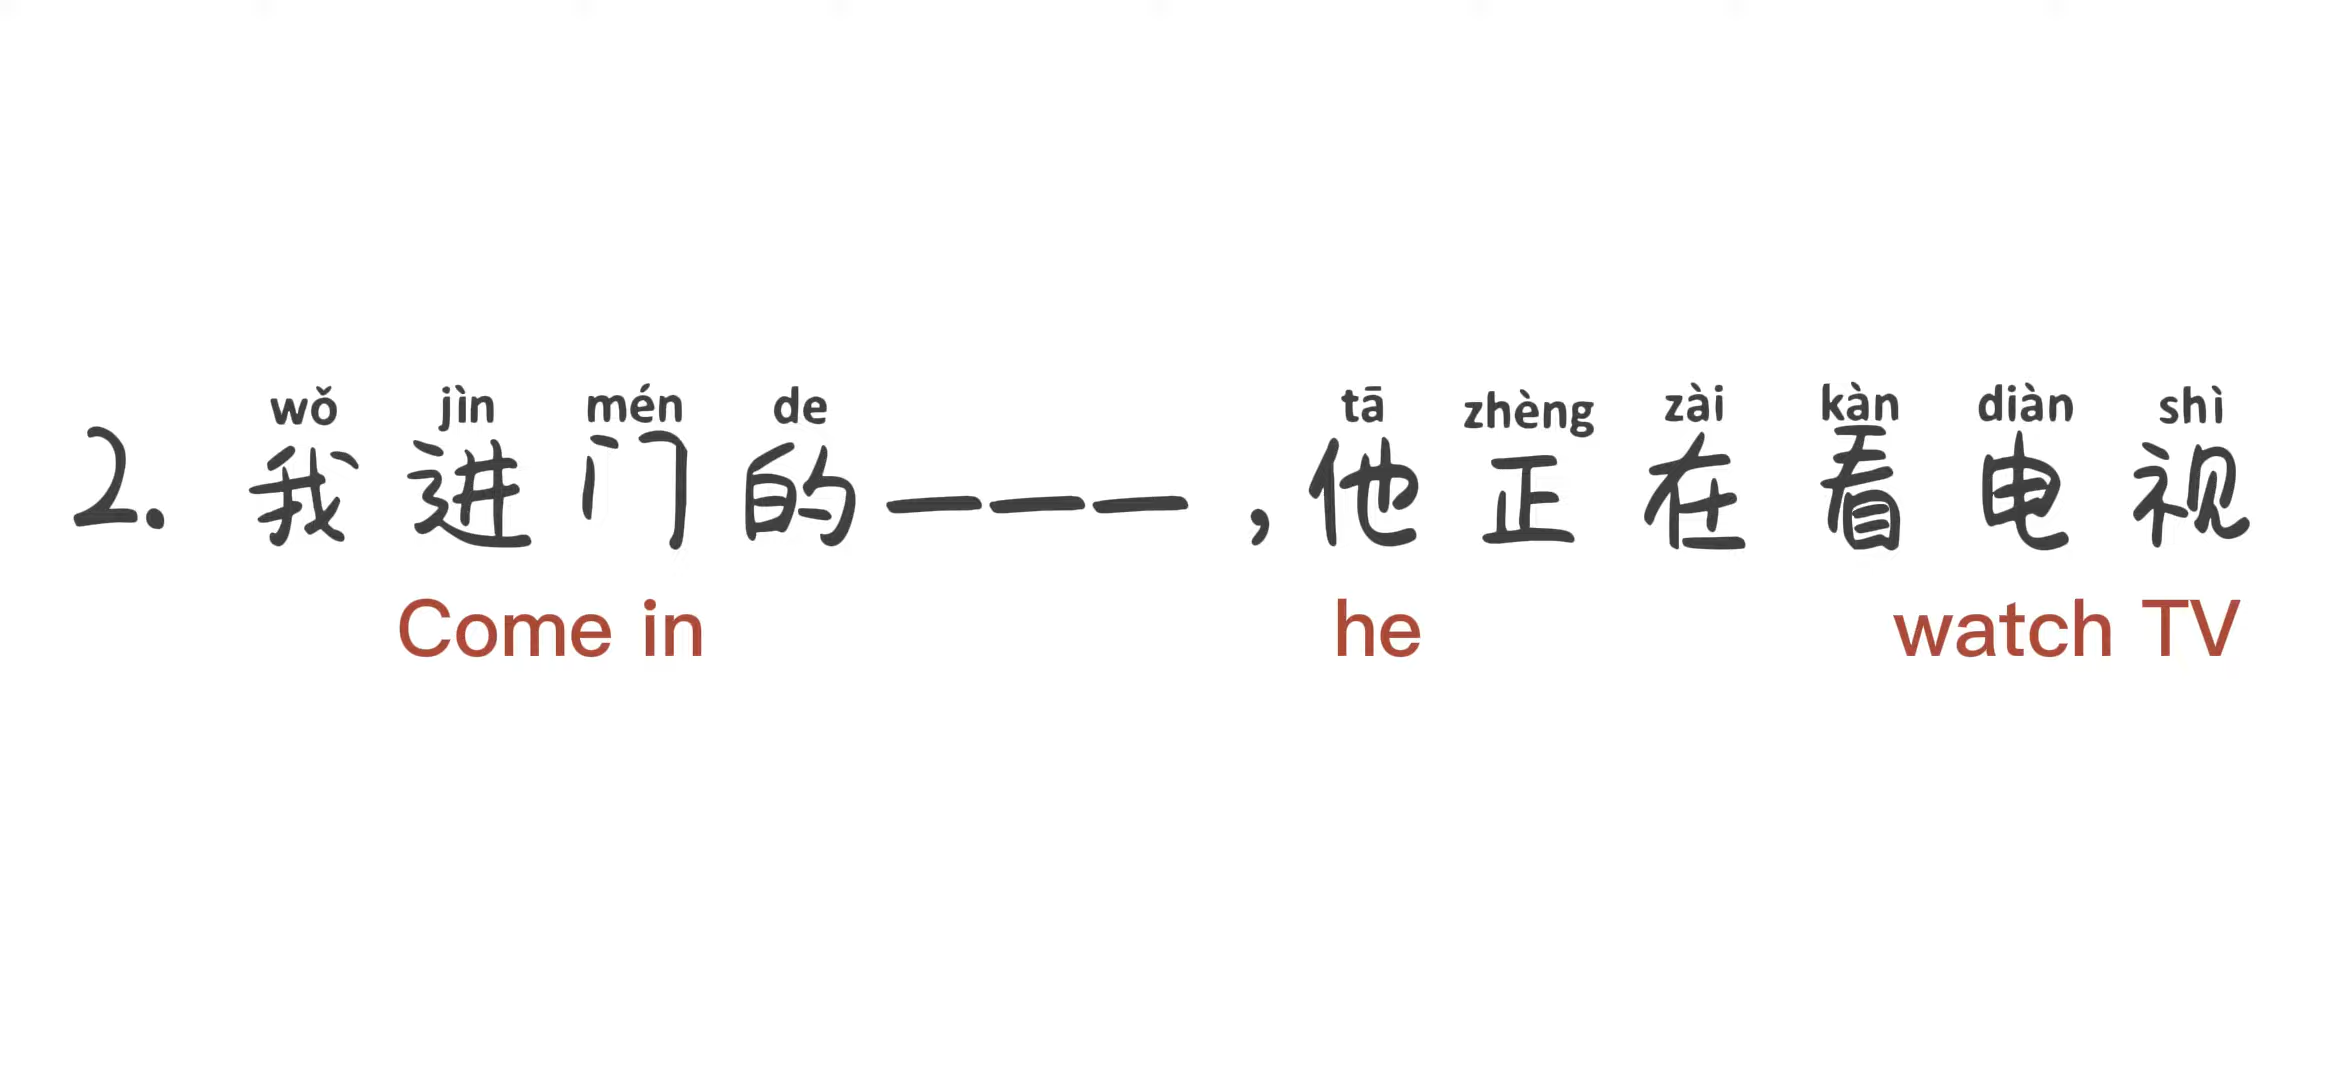 wǒ jìn mén de tā zhèng zài kàn diàn shì
2. 我进门的———,他正在看电视
Come in he watch TV